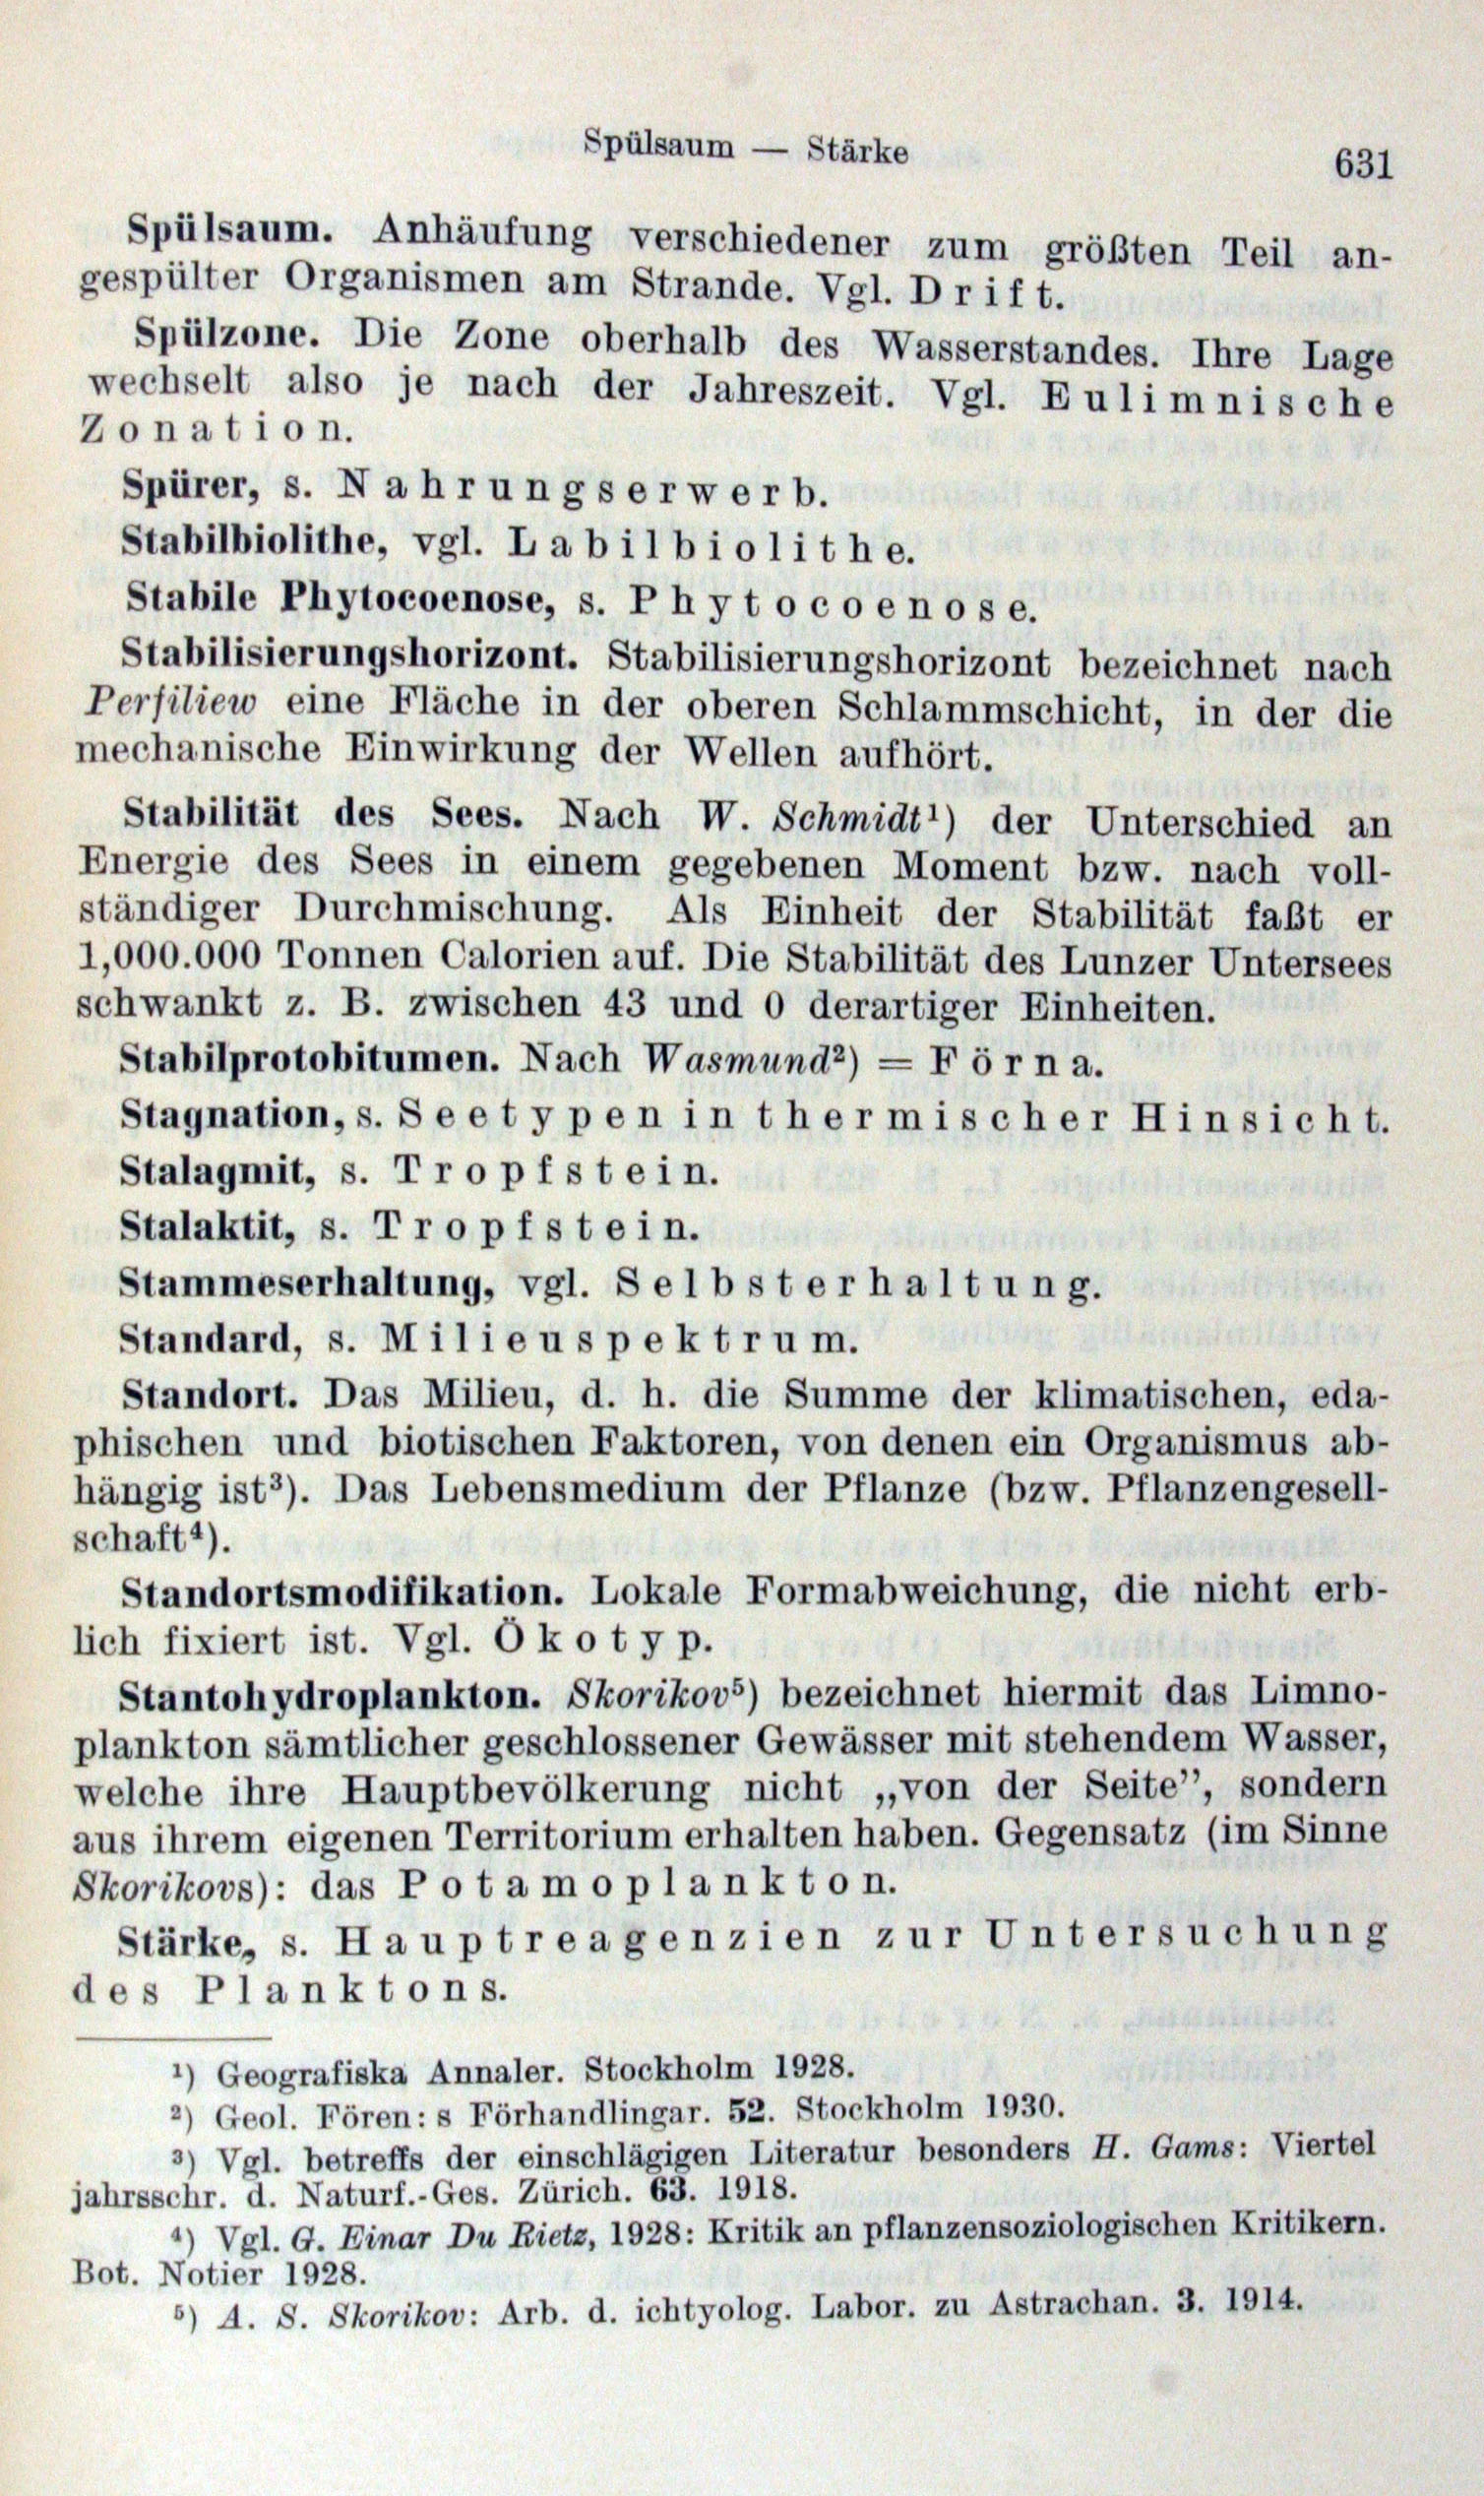 Spülsaum — Stärke
631
Spülsaum. Anhäufung verschiedener zum größten Teil an-
gespülter Organismen am Strande. Vgl. Drift.
Spülzone. Die Zone oberhalb des Wasserstandes. Ihre Lage
wechselt also je nach der Jahreszeit. Vgl. Eulimnische
Zonation.
Spürer, s. Nahrungserwerb.
Stabilbiolithe, vgl. Labilbiolithe.
Stabile Phytocoenose, s. Phytocoenose.
Stabilisierungshorizont. Stabilisierungshorizont bezeichnet nach
Perfiliew eine Fläche in der oberen Schlammschicht, in der die
mechanische Einwirkung der Wellen aufhört.
Stabilität des Sees. Nach W. Schmidt¹) der Unterschied an
Energie des Sees in einem gegebenen Moment bzw. nach voll-
ständiger Durchmischung. Als Einheit der Stabilität faßt er
1,000.000 Tonnen Calorien auf. Die Stabilität des Lunzer Untersees
schwankt z. B. zwischen 43 und 0 derartiger Einheiten.
Stabilprotobitumen. Nach Wasmund²) = Förna.
Stagnation, s. Seetypen in thermischer Hinsicht.
Stalagmit, s. Tropfstein.
Stalaktit, s. Tropfstein.
Stammeserhaltung, vgl. Selbsterhaltung.
Standard, s. Milieuspektrum.
Standort. Das Milieu, d. h. die Summe der klimatischen, eda-
phischen und biotischen Faktoren, von denen ein Organismus ab-
hängig ist³). Das Lebensmedium der Pflanze (bzw. Pflanzengesell-
schaft⁴).
Standortsmodifikation. Lokale Formabweichung, die nicht erb-
lich fixiert ist. Vgl. Ökotyp.
Stantohydroplankton. Skorikov⁵) bezeichnet hiermit das Limno-
plankton sämtlicher geschlossener Gewässer mit stehendem Wasser,
welche ihre Hauptbevölkerung nicht „von der Seite”, sondern
aus ihrem eigenen Territorium erhalten haben. Gegensatz (im Sinne
Skorikovs): das Potamoplankton.
Stärke, s. Hauptreagenzien zur Untersuchung
des Planktons.
¹) Geografiska Annaler. Stockholm 1928.
²) Geol. Fören: s Förhandlingar. 52. Stockholm 1930.
³) Vgl. betreffs der einschlägigen Literatur besonders H. Gams: Viertel
jahrsschr. d. Naturf.-Ges. Zürich. 63. 1918.
⁴) Vgl. G. Einar Du Rietz, 1928: Kritik an pflanzensoziologischen Kritikern.
Bot. Notier 1928.
⁵) A. S. Skorikov: Arb. d. ichtyolog. Labor. zu Astrachan. 3. 1914.